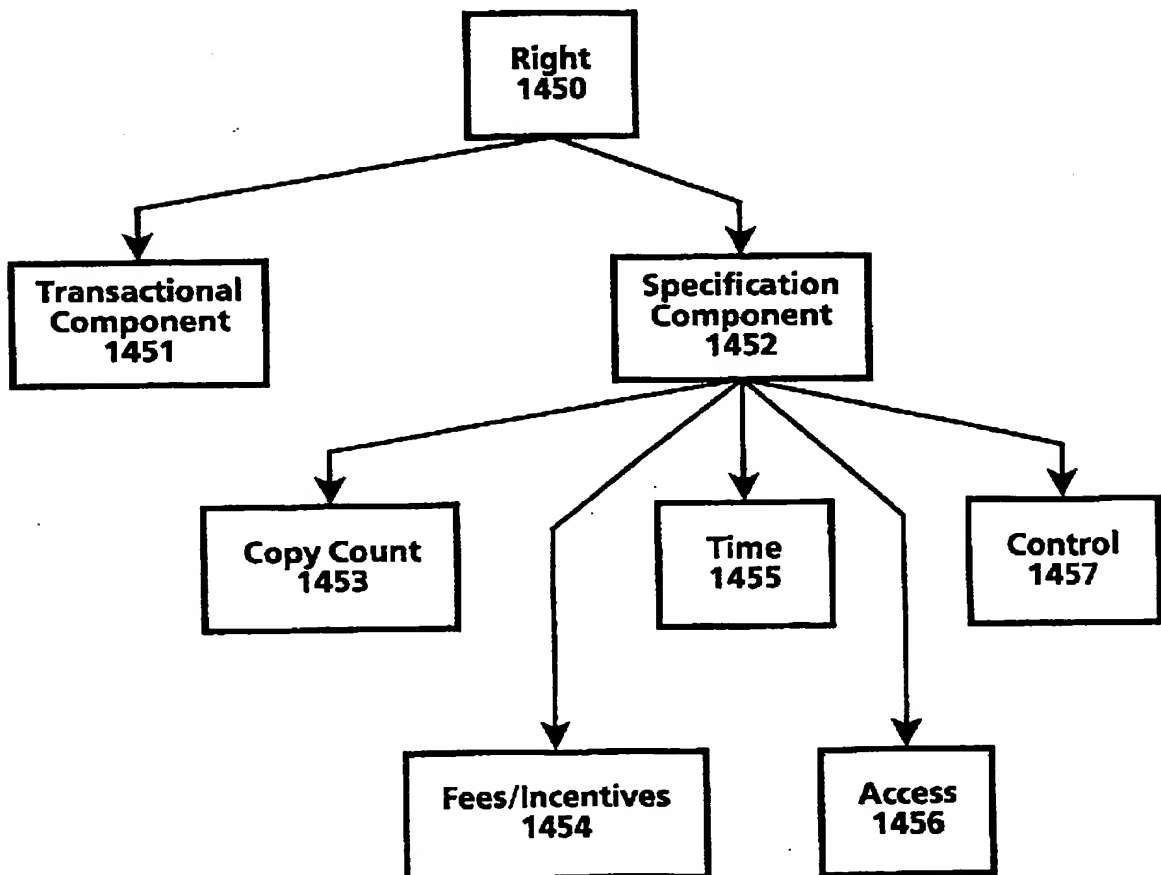 Right
1450
Transactional
Component
1451
Specification
Component
1452
Copy Count
1453
Time
1455
Control
1457
Fees/Incentives
1454
Access
1456